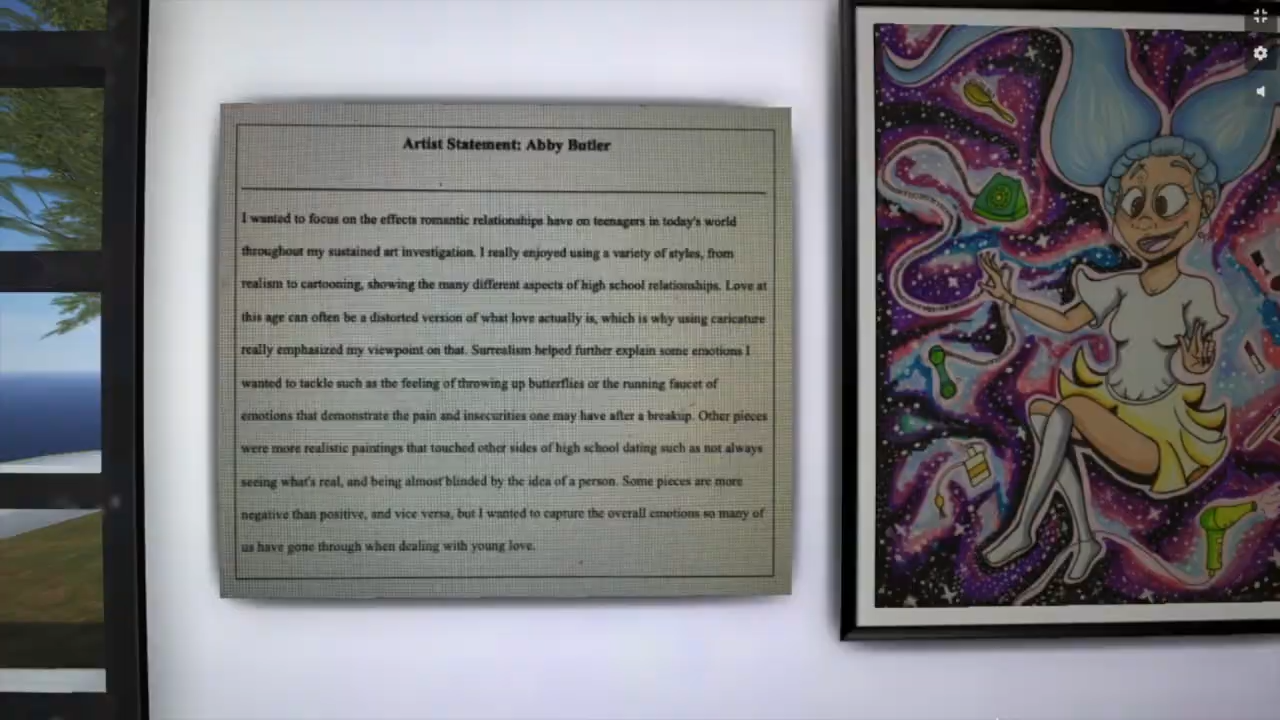 Artist Statement: Abby Butler
I wanted to focus on the effects romantic relationships have on teenagers in today's world
throughout my sustained art investigation. I really enjoyed using a variety of styles, from
realism to cartooning, showing the many different aspects of high school relationships. Love at
this age can often be a distorted version of what love actually is, which is why using caricature
really emphasized my viewpoint on that. Surrealism helped further explain some emotions I
wanted to tackle such as the feeling of throwing up butterflies or the running faucet of
emotions that demonstrate the pain and insecurities one may have after a breakup. Other pieces
were more realistic paintings that touched other sides of high school dating such as not always
seeing what's real, and being almost blinded by the idea of a person. Some pieces are more
negative than positive, and vice versa, but I wanted to capture the overall emotions so many of
us have gone through when dealing with young love.